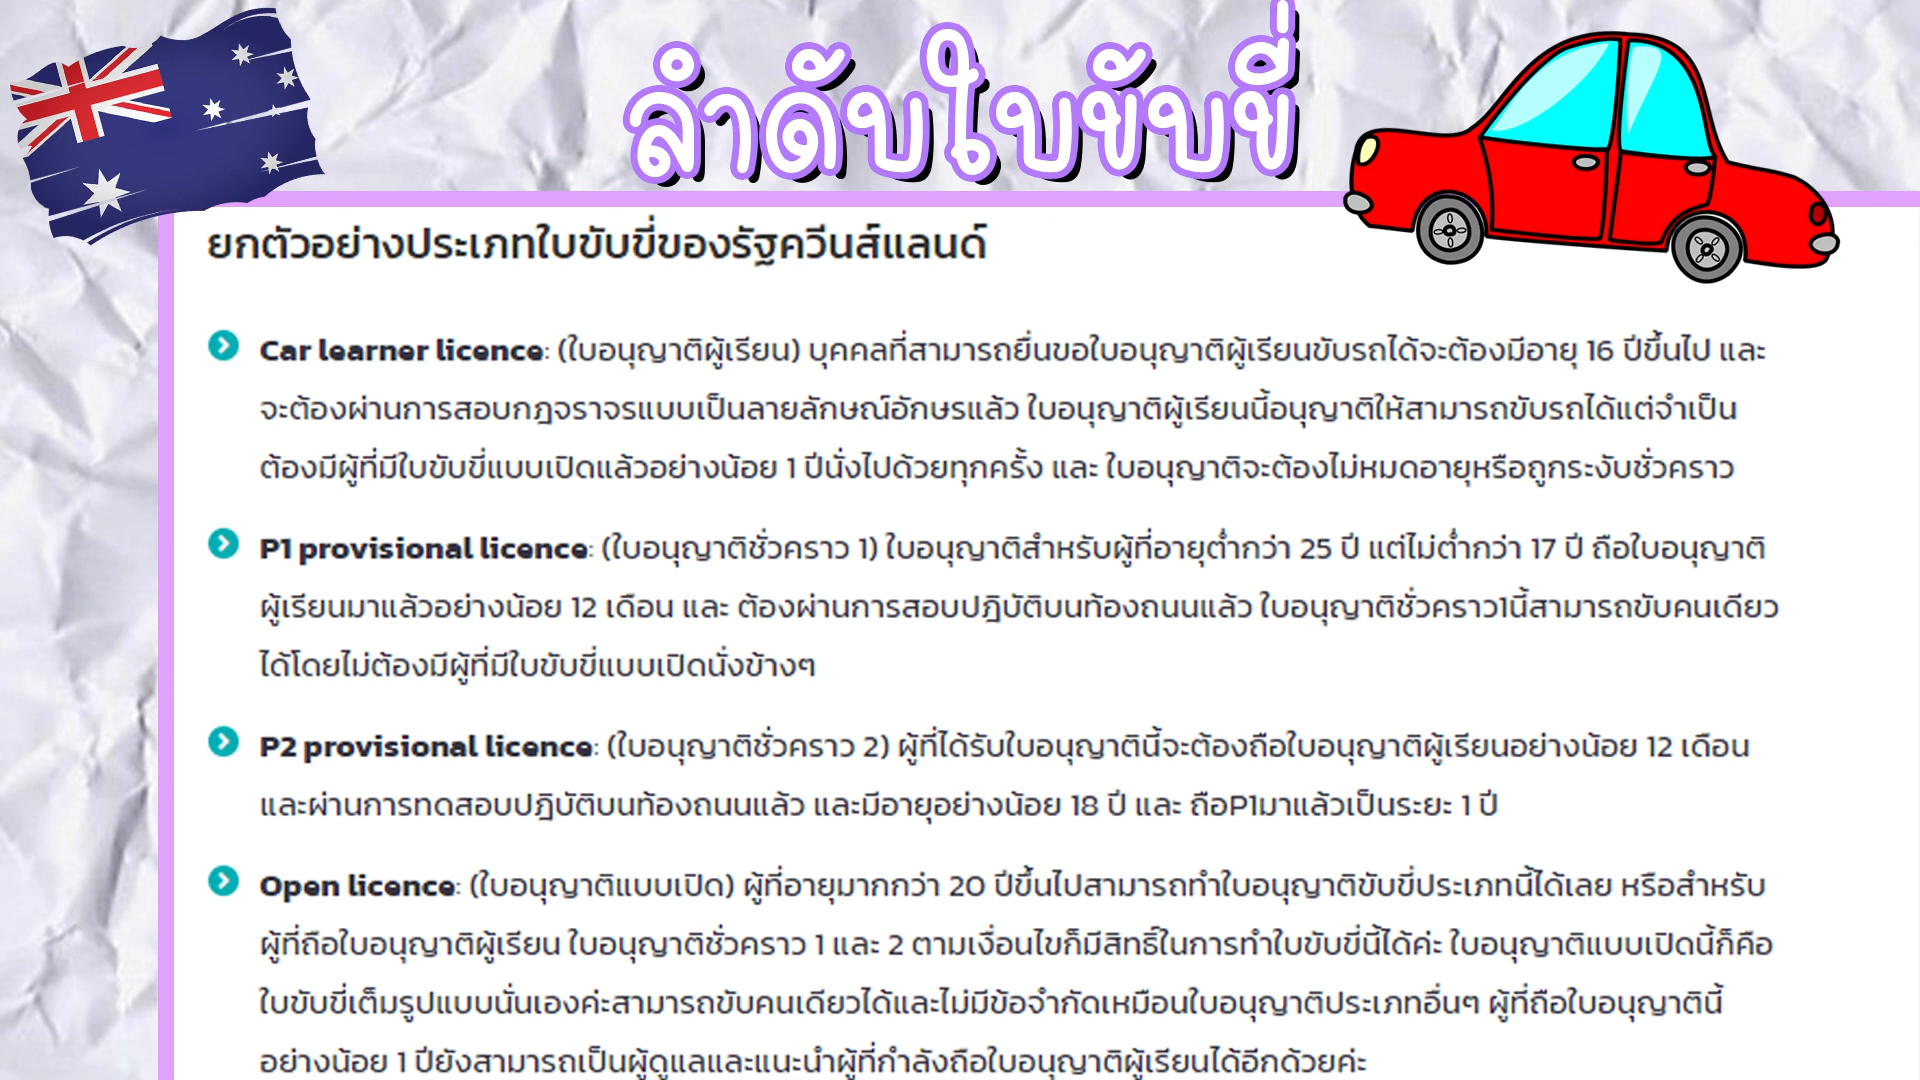 ลำดับใบขับขี่
ยกตัวอย่างประเภทใบขับขี่ของรัฐควีนส์แลนด์
Car learner licence: (ใบอนุญาติผู้เรียน) บุคคลที่สามารถยื่นขอใบอนุญาติผู้เรียนขับรถได้จะต้องมีอายุ 16 ปีขึ้นไป และ
จะต้องผ่านการสอบกฎจราจรแบบเป็นลายลักษณ์อักษรแล้ว ใบอนุญาติผู้เรียนนี้อนุญาติให้สามารถขับรถได้แต่จำเป็น
ต้องมีผู้ที่มีใบขับขี่แบบเปิดแล้วอย่างน้อย 1 ปีนั่งไปด้วยทุกครั้ง และ ใบอนุญาติจะต้องไม่หมดอายุหรือถูกระงับชั่วคราว
P1 provisional licence: (ใบอนุญาติชั่วคราว 1) ใบอนุญาติสำหรับผู้ที่อายุต่ำกว่า 25 ปี แต่ไม่ต่ำกว่า 17 ปี ถือใบอนุญาติ
ผู้เรียนมาแล้วอย่างน้อย 12 เดือน และ ต้องผ่านการสอบปฎิบัติบนท้องถนนแล้ว ใบอนุญาติชั่วคราว1นี้สามารถขับคนเดียว
ได้โดยไม่ต้องมีผู้ที่มีใบขับขี่แบบเปิดนั่งข้างๆ
P2 provisional licence: (ใบอนุญาติชั่วคราว 2) ผู้ที่ได้รับใบอนุญาตินี้จะต้องถือใบอนุญาติผู้เรียนอย่างน้อย 12 เดือน
และผ่านการทดสอบปฎิบัติบนท้องถนนแล้ว และมีอายุอย่างน้อย 18 ปี และ ถือP1มาแล้วเป็นระยะ 1 ปี
Open licence: (ใบอนุญาติแบบเปิด) ผู้ที่อายุมากกว่า 20 ปีขึ้นไปสามารถทำใบอนุญาติขับขี่ประเภทนี้ได้เลย หรือสำหรับ
ผู้ที่ถือใบอนุญาติผู้เรียน ใบอนุญาติชั่วคราว 1 และ 2 ตามเงื่อนไขก็มีสิทธิ์ในการทำใบขับขี่นี้ได้ค่ะ ใบอนุญาติแบบเปิดนี้ก็คือ
ใบขับขี่เต็มรูปแบบนั่นเองค่ะสามารถขับคนเดียวได้และไม่มีข้อจำกัดเหมือนใบอนุญาติประเภทอื่นๆ ผู้ที่ถือใบอนุญาตินี้
อย่างน้อย 1 ปียังสามารถเป็นผู้ดูแลและแนะนำผู้ที่กำลังถือใบอนุญาติผู้เรียนได้อีกด้วยค่ะ